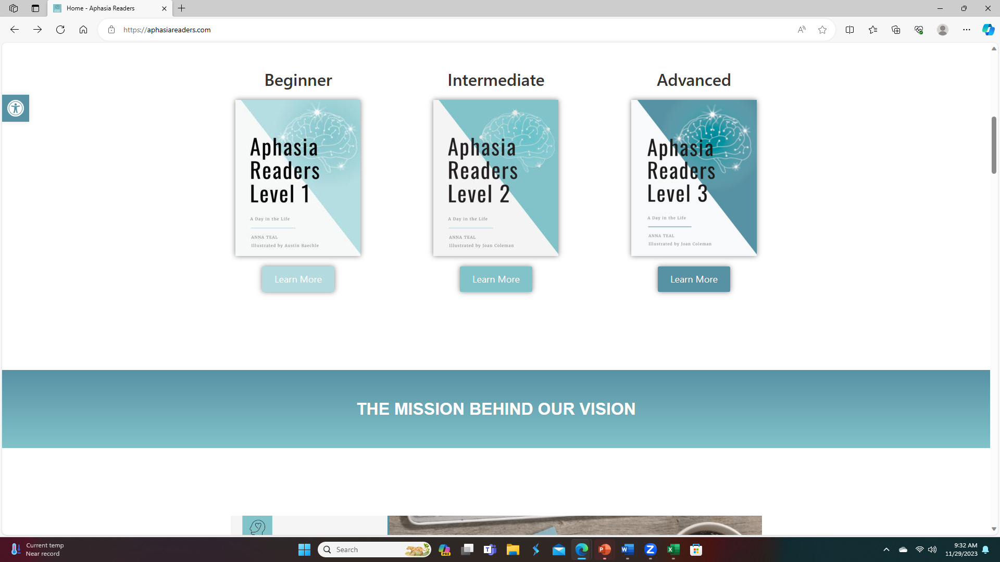 Home - Aphasia Readers
https://aphasiareaders.com
Beginner
Intermediate
Advanced
Aphasia
Readers
Level 1
A Day in the Life
ANNA TEAL
Illustrated by Austin Baechle
Aphasia
Readers
Level 2
A Day in the Life
ANNA TEAL
Illustrated by Joan Coleman
Aphasia
Readers
Level 3
A Day in the Life
ANNA TEAL
Illustrated by Joan Coleman
Learn More
Learn More
Learn More
THE MISSION BEHIND OUR VISION
Current temp
Near record
Search
PRE
9:32 AM
11/29/2023